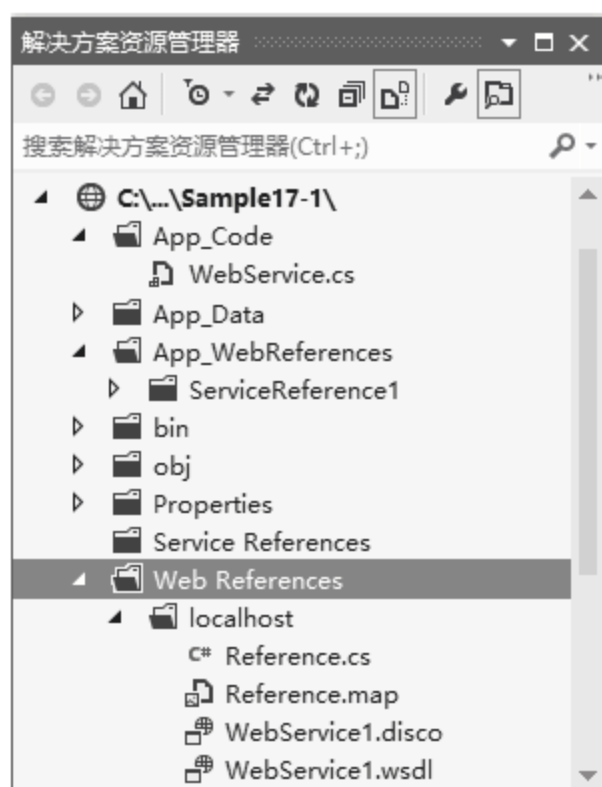 解决方案资源管理器
搜索解决方案资源管理器(Ctrl+;)
C:\...\Sample17-1\
App_Code
WebService.cs
App_Data
App_WebReferences
ServiceReference1
bin
obj
Properties
Service References
Web References
localhost
C# Reference.cs
Reference.map
WebService1.disco
WebService1.wsdl